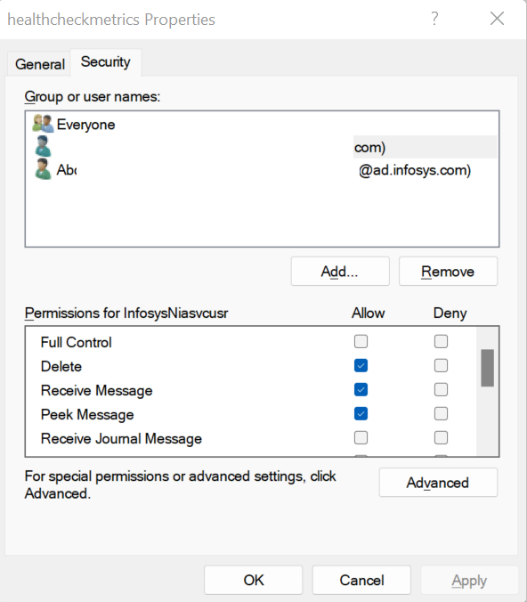 healthcheckmetrics Properties ? ×
General Security
Group or user names:
Everyone
com)
Abc @ad.infosys.com)
Add... Remove
Permissions for InfosysNiasvcusr Allow Deny
Full Control
Delete
Receive Message
Peek Message
Receive Journal Message
For special permissions or advanced settings, click
Advanced.
Advanced
OK Cancel Apply